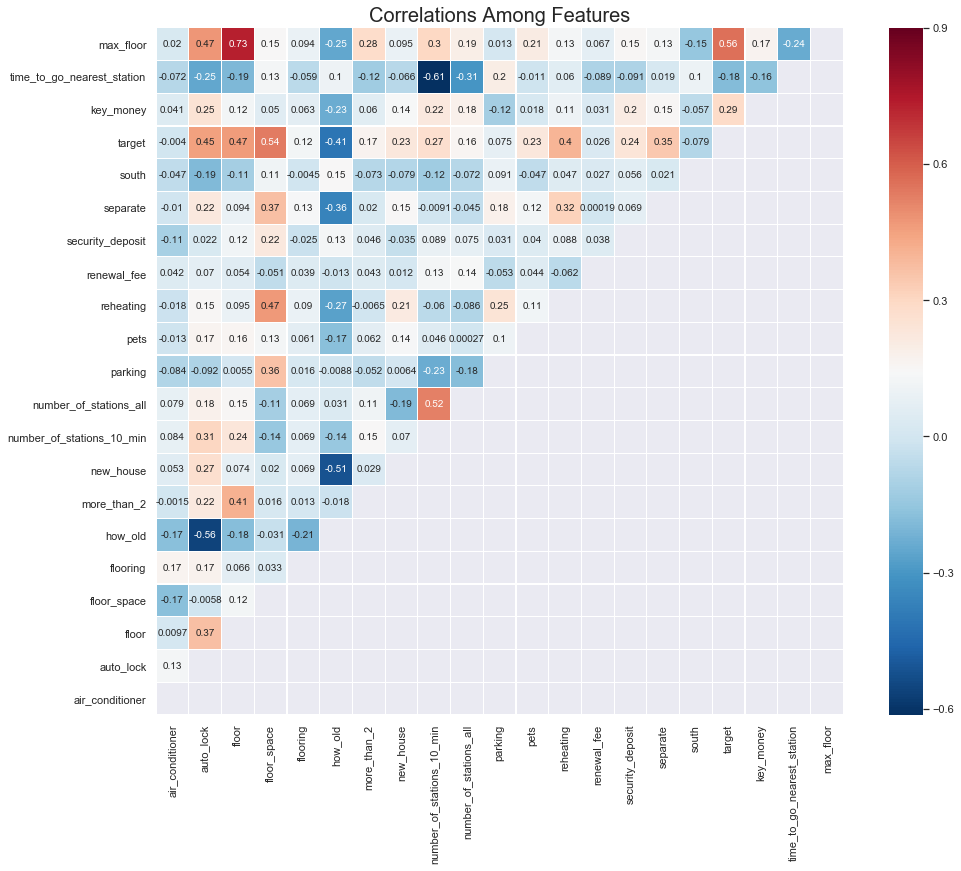 Correlations Among Features
max_floor 0.02 0.47 0.73 0.15 0.094 -0.25 0.28 0.095 0.3 0.19 0.013 0.21 0.13 0.067 0.15 0.13 -0.15 0.56 0.17 -0.24
time_to_go_nearest_station -0.072 -0.25 -0.19 0.13 -0.059 0.1 -0.12 -0.066 -0.61 -0.31 0.2 -0.011 0.06 -0.089 -0.091 0.019 0.1 -0.18 -0.16
key_money 0.041 0.25 0.12 0.05 0.063 -0.23 0.06 0.14 0.22 0.18 -0.12 0.018 0.11 0.031 0.2 0.15 -0.057 0.29
target -0.004 0.45 0.47 0.54 0.12 -0.41 0.17 0.23 0.27 0.16 0.075 0.23 0.4 0.026 0.24 0.35 -0.079
south -0.047 -0.19 -0.11 0.11 -0.0045 0.15 -0.073 -0.079 -0.12 -0.072 0.091 -0.047 0.047 0.027 0.056 0.021
separate -0.01 0.22 0.094 0.37 0.13 -0.36 0.02 0.15 -0.0091 -0.045 0.18 0.12 0.32 0.00019 0.069
security_deposit -0.11 0.022 0.12 0.22 -0.025 0.13 0.046 -0.035 0.089 0.075 0.031 0.04 0.088 0.038
renewal_fee 0.042 0.07 0.054 -0.051 0.039 -0.013 0.043 0.012 0.13 0.14 -0.053 0.044 -0.062
reheating -0.018 0.15 0.095 0.47 0.09 -0.27 -0.0065 0.21 -0.06 -0.086 0.25 0.11
pets -0.013 0.17 0.16 0.13 0.061 -0.17 0.062 0.14 0.046 0.00027 0.1
parking -0.084 -0.092 0.0055 0.36 0.016 -0.0088 -0.052 0.0064 -0.23 -0.18
number_of_stations_all 0.079 0.18 0.15 -0.11 0.069 0.031 0.11 -0.19 0.52
number_of_stations_10_min 0.084 0.31 0.24 -0.14 0.069 -0.14 0.15 0.07
new_house 0.053 0.27 0.074 0.02 0.069 -0.51 0.029
more_than_2 -0.0015 0.22 0.41 0.016 0.013 -0.018
how_old -0.17 -0.56 -0.18 -0.031 -0.21
flooring 0.17 0.17 0.066 0.033
floor_space -0.17 -0.0058 0.12
floor 0.0097 0.37
auto_lock 0.13
air_conditioner
air_conditioner
auto_lock
floor
floor_space
flooring
how_old
more_than_2
new_house
number_of_stations_10_min
number_of_stations_all
parking
pets
reheating
renewal_fee
security_deposit
separate
south
target
key_money
time_to_go_nearest_station
max_floor
0.9
0.6
0.3
0.0
-0.3
-0.6